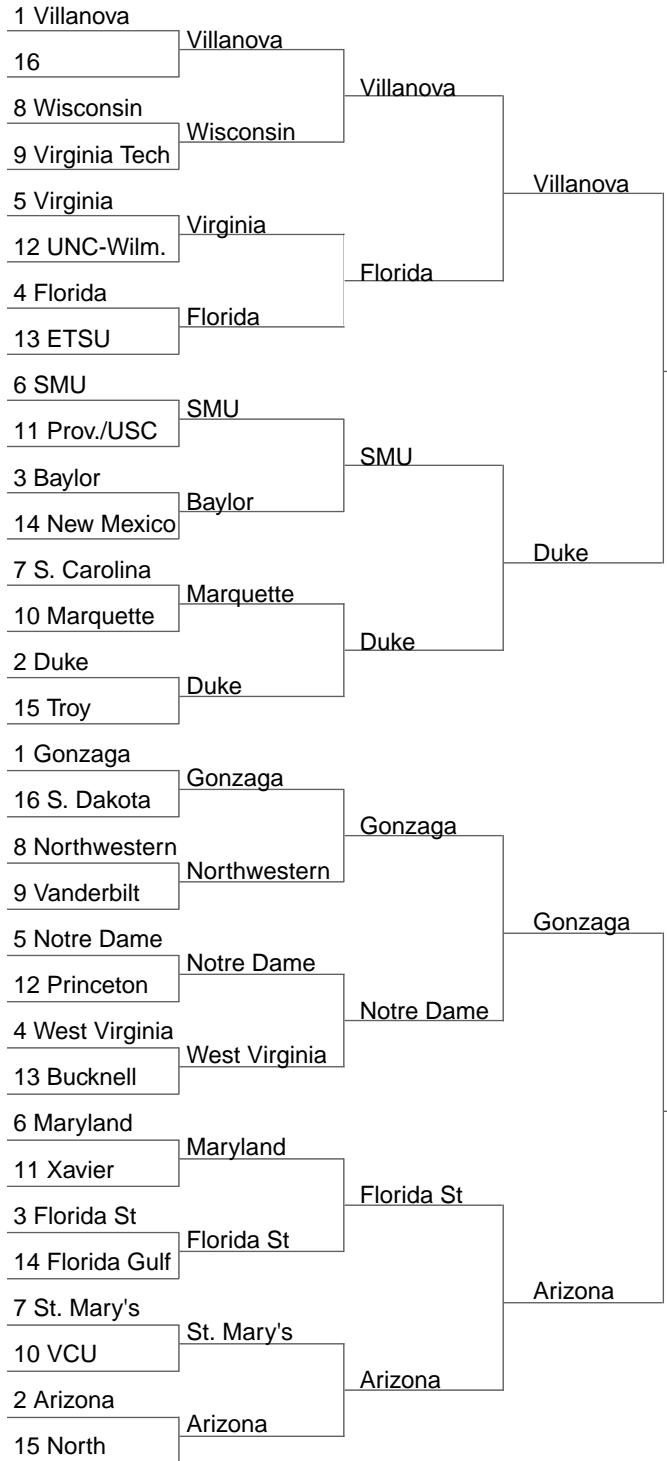 1 Villanova
16
8 Wisconsin
9 Virginia Tech
5 Virginia
12 UNC-Wilm.
4 Florida
13 ETSU
6 SMU
11 Prov./USC
3 Baylor
14 New Mexico
7 S. Carolina
10 Marquette
2 Duke
15 Troy
1 Gonzaga
16 S. Dakota
8 Northwestern
9 Vanderbilt
5 Notre Dame
12 Princeton
4 West Virginia
13 Bucknell
6 Maryland
11 Xavier
3 Florida St
14 Florida Gulf
7 St. Mary's
10 VCU
2 Arizona
15 North
Villanova
Wisconsin
Virginia
Florida
SMU
Baylor
Marquette
Duke
Gonzaga
Northwestern
Notre Dame
West Virginia
Maryland
Florida St
St. Mary's
Arizona
Villanova
Florida
SMU
Duke
Gonzaga
Notre Dame
Florida St
Arizona
Villanova
Duke
Gonzaga
Arizona